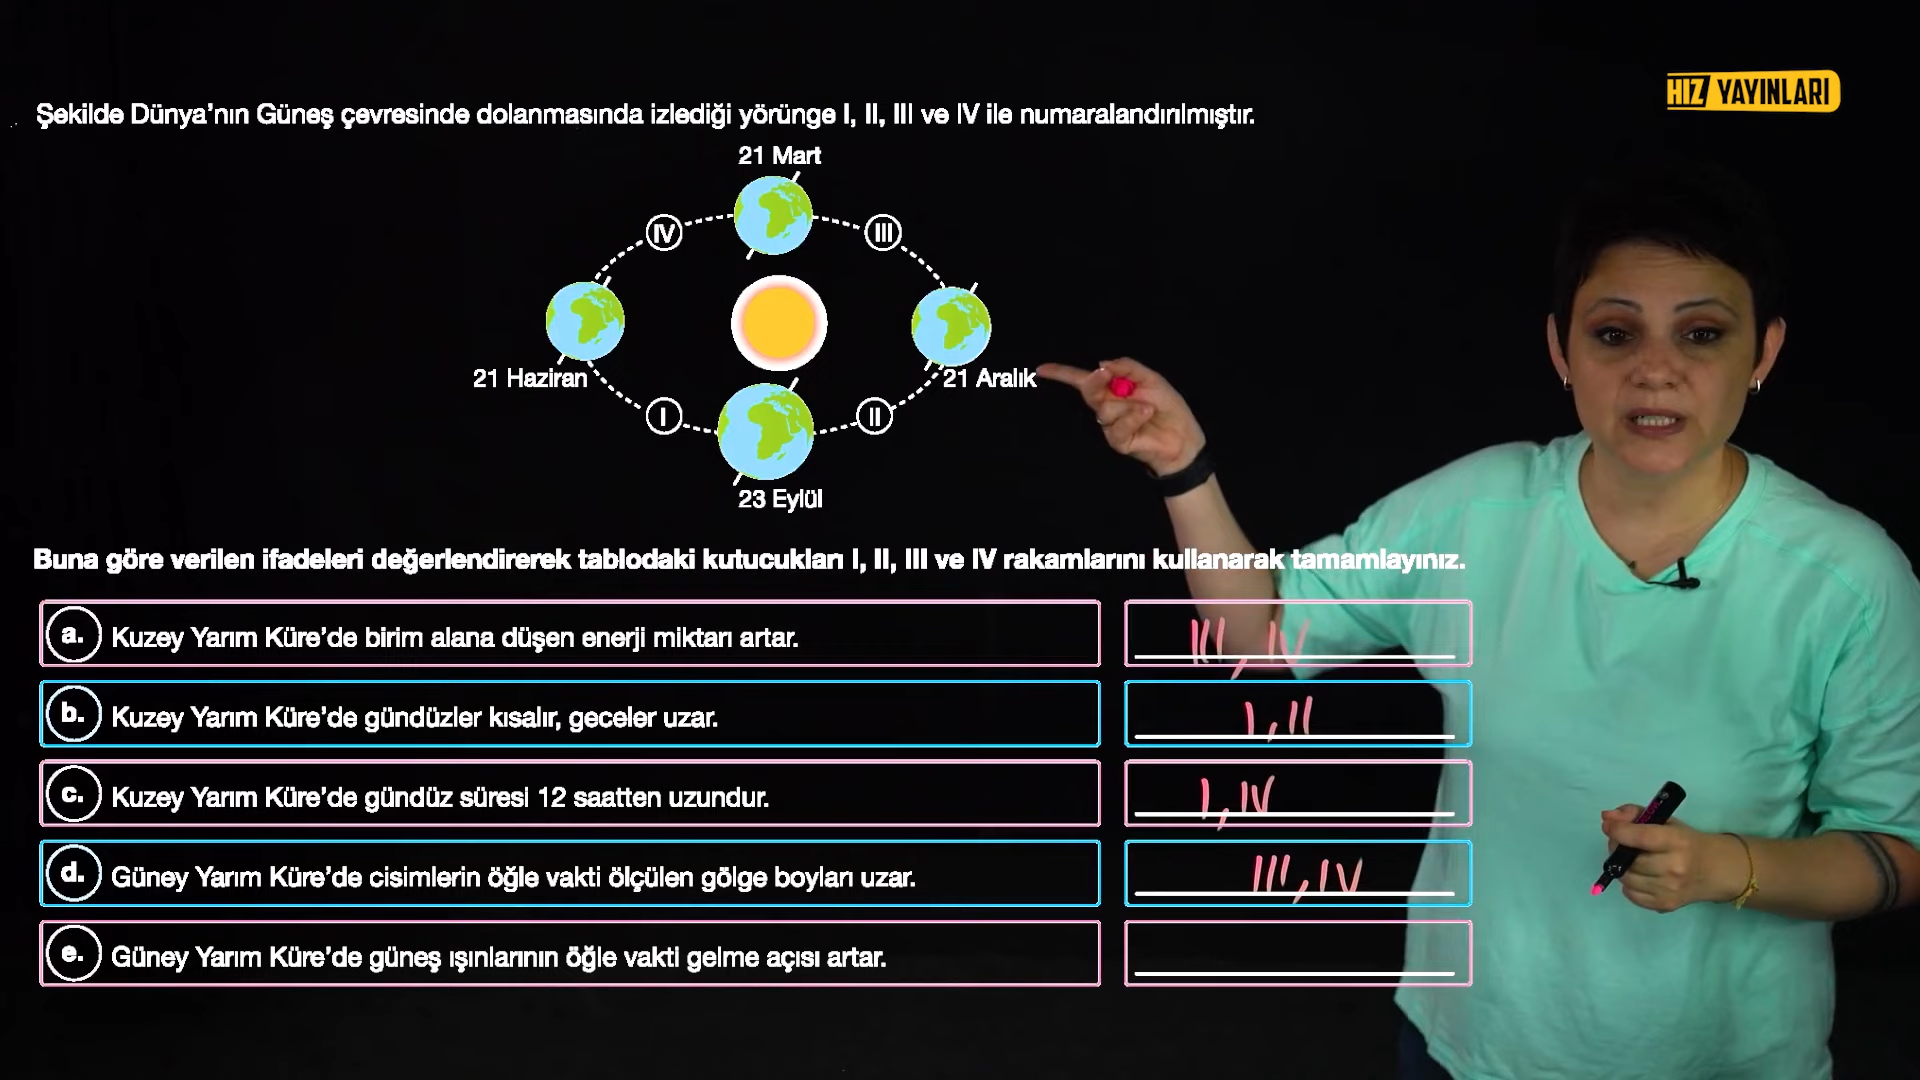 HIZ YAYINLARI
Şekilde Dünya'nın Güneş çevresinde dolanmasında izlediği yörünge I, II, III ve IV ile numaralandırılmıştır.
21 Mart
IV
III
21 Haziran
21 Aralık
I
II
23 Eylül
Buna göre verilen ifadeleri değerlendirerek tablodaki kutucukları I, II, III ve IV rakamlarını kullanarak tamamlayınız.
a. Kuzey Yarım Küre'de birim alana düşen enerji miktarı artar. III, IV
b. Kuzey Yarım Küre'de gündüzler kısalır, geceler uzar. I, II
c. Kuzey Yarım Küre'de gündüz süresi 12 saatten uzundur. I, IV
d. Güney Yarım Küre'de cisimlerin öğle vakti ölçülen gölge boyları uzar. III, IV
e. Güney Yarım Küre'de güneş ışınlarının öğle vakti gelme açısı artar.